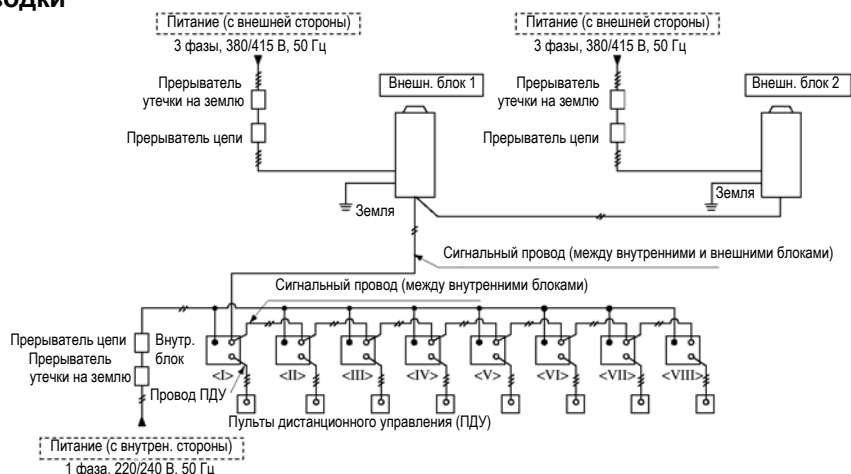 Питание (с внешней стороны)
3 фазы, 380/415 В, 50 Гц
Прерыватель
утечки на землю
Прерыватель цепи
Внешн. блок 1
Земля
Питание (с внешней стороны)
3 фазы, 380/415 В, 50 Гц
Прерыватель
утечки на землю
Прерыватель цепи
Внешн. блок 2
Земля
Сигнальный провод (между внутренними и внешними блоками)
Сигнальный провод (между внутренними блоками)
Прерыватель цепи
Прерыватель
утечки на землю
Внутр.
блок
<I> <II> <III> <IV> <V> <VI> <VII> <VIII>
Провод ПДУ
Пульты дистанционного управления (ПДУ)
Питание (с внутрен. стороны)
1 фаза, 220/240 В, 50 Гц